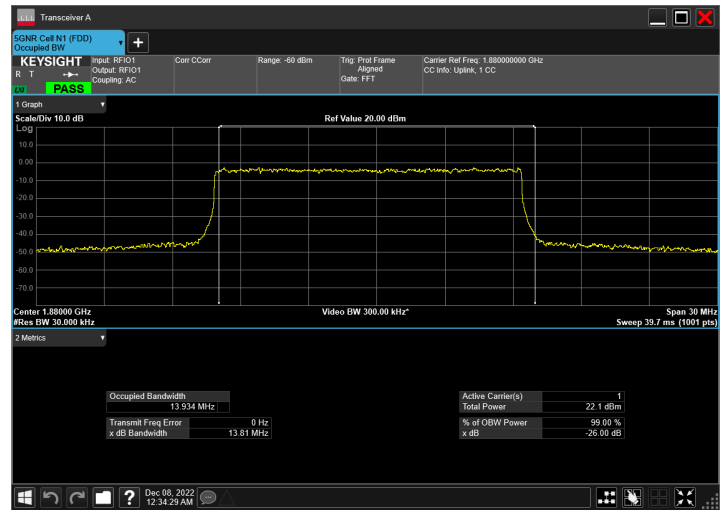 Transceiver A
5GNR Cell N1 (FDD)
Occupied BW
KEYSIGHT
R T
LXI
PASS
Input: RFIO1
Output: RFIO1
Coupling: AC
Corr CCorr
Range: -60 dBm
Trig: Prot Frame
Aligned
Gate: FFT
Carrier Ref Freq: 1.880000000 GHz
CC Info: Uplink, 1 CC
1 Graph
Scale/Div 10.0 dB
Ref Value 20.00 dBm
Log
10.0
0.00
-10.0
-20.0
-30.0
-40.0
-50.0
-60.0
-70.0
Center 1.88000 GHz
Video BW 300.00 kHz*
Span 30 MHz
#Res BW 30.000 kHz
Sweep 39.7 ms (1001 pts)
2 Metrics
Occupied Bandwidth
13.934 MHz
Transmit Freq Error 0 Hz
x dB Bandwidth 13.81 MHz
Active Carrier(s) 1
Total Power 22.1 dBm
% of OBW Power 99.00 %
x dB -26.00 dB
?
Dec 08, 2022
12:34:29 AM